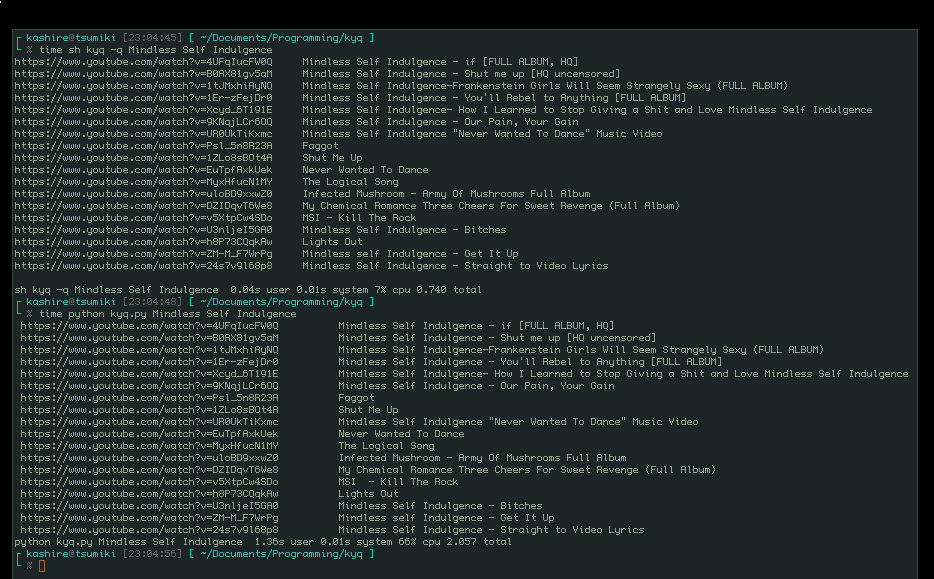 ┌ kashire@tsumiki [23:04:45] [ ~/Documents/Programming/kyq ]
└ % time sh kyq -q Mindless Self Indulgence
https://www.youtube.com/watch?v=4UFqIucFW0Q     Mindless Self Indulgence - if [FULL ALBUM, HQ]
https://www.youtube.com/watch?v=B0AX81gv5aM     Mindless Self Indulgence - Shut me up [HQ uncensored]
https://www.youtube.com/watch?v=1tJMxhiAyNQ     Mindless Self Indulgence-Frankenstein Girls Will Seem Strangely Sexy (FULL ALBUM)
https://www.youtube.com/watch?v=1Er-zFejDr0     Mindless Self Indulgence - You'll Rebel to Anything [FULL ALBUM]
https://www.youtube.com/watch?v=Xcyd_6T191E     Mindless Self Indulgence- How I Learned to Stop Giving a Shit and Love Mindless Self Indulgence
https://www.youtube.com/watch?v=9KNqjLCr6OQ     Mindless Self Indulgence - Our Pain, Your Gain
https://www.youtube.com/watch?v=UR0UkTiKxmc     Mindless Self Indulgence "Never Wanted To Dance" Music Video
https://www.youtube.com/watch?v=Psl_5n8R23A     Faggot
https://www.youtube.com/watch?v=1ZLo8sBOt4A     Shut Me Up
https://www.youtube.com/watch?v=EuTpfAxkUek     Never Wanted To Dance
https://www.youtube.com/watch?v=MyxHfucN1MY     The Logical Song
https://www.youtube.com/watch?v=uloBD9xxwZ0     Infected Mushroom - Army Of Mushrooms Full Album
https://www.youtube.com/watch?v=DZIDqvT6We8     My Chemical Romance Three Cheers For Sweet Revenge (Full Album)
https://www.youtube.com/watch?v=v5XtpCw4SDo     MSI - Kill The Rock
https://www.youtube.com/watch?v=U3nljeI5GA0     Mindless Self Indulgence - Bitches
https://www.youtube.com/watch?v=h8P73CQqkAw     Lights Out
https://www.youtube.com/watch?v=ZM-M_F7WrPg     Mindless self Indulgence - Get It Up
https://www.youtube.com/watch?v=24s7v9l68p8     Mindless Self Indulgence - Straight to Video Lyrics
sh kyq -q Mindless Self Indulgence  0.04s user 0.01s system 7% cpu 0.740 total
┌ kashire@tsumiki [23:04:48] [ ~/Documents/Programming/kyq ]
└ % time python kyq.py Mindless Self Indulgence
https://www.youtube.com/watch?v=4UFqIucFW0Q     Mindless Self Indulgence - if [FULL ALBUM, HQ]
https://www.youtube.com/watch?v=B0AX81gv5aM     Mindless Self Indulgence - Shut me up [HQ uncensored]
https://www.youtube.com/watch?v=1tJMxhiAyNQ     Mindless Self Indulgence-Frankenstein Girls Will Seem Strangely Sexy (FULL ALBUM)
https://www.youtube.com/watch?v=1Er-zFejDr0     Mindless Self Indulgence - You'll Rebel to Anything [FULL ALBUM]
https://www.youtube.com/watch?v=Xcyd_6T191E     Mindless Self Indulgence- How I Learned to Stop Giving a Shit and Love Mindless Self Indulgence
https://www.youtube.com/watch?v=9KNqjLCr6OQ     Mindless Self Indulgence - Our Pain, Your Gain
https://www.youtube.com/watch?v=Psl_5n8R23A     Faggot
https://www.youtube.com/watch?v=1ZLo8sBOt4A     Shut Me Up
https://www.youtube.com/watch?v=UR0UkTiKxmc     Mindless Self Indulgence "Never Wanted To Dance" Music Video
https://www.youtube.com/watch?v=EuTpfAxkUek     Never Wanted To Dance
https://www.youtube.com/watch?v=MyxHfucN1MY     The Logical Song
https://www.youtube.com/watch?v=uloBD9xxwZ0     Infected Mushroom - Army Of Mushrooms Full Album
https://www.youtube.com/watch?v=DZIDqvT6We8     My Chemical Romance Three Cheers For Sweet Revenge (Full Album)
https://www.youtube.com/watch?v=v5XtpCw4SDo     MSI  - Kill The Rock
https://www.youtube.com/watch?v=h8P73CQqkAw     Lights Out
https://www.youtube.com/watch?v=U3nljeI5GA0     Mindless Self Indulgence - Bitches
https://www.youtube.com/watch?v=ZM-M_F7WrPg     Mindless self Indulgence - Get It Up
https://www.youtube.com/watch?v=24s7v9l68p8     Mindless Self Indulgence - Straight to Video Lyrics
python kyq.py Mindless Self Indulgence  1.36s user 0.01s system 66% cpu 2.057 total
┌ kashire@tsumiki [23:04:56] [ ~/Documents/Programming/kyq ]
└ %